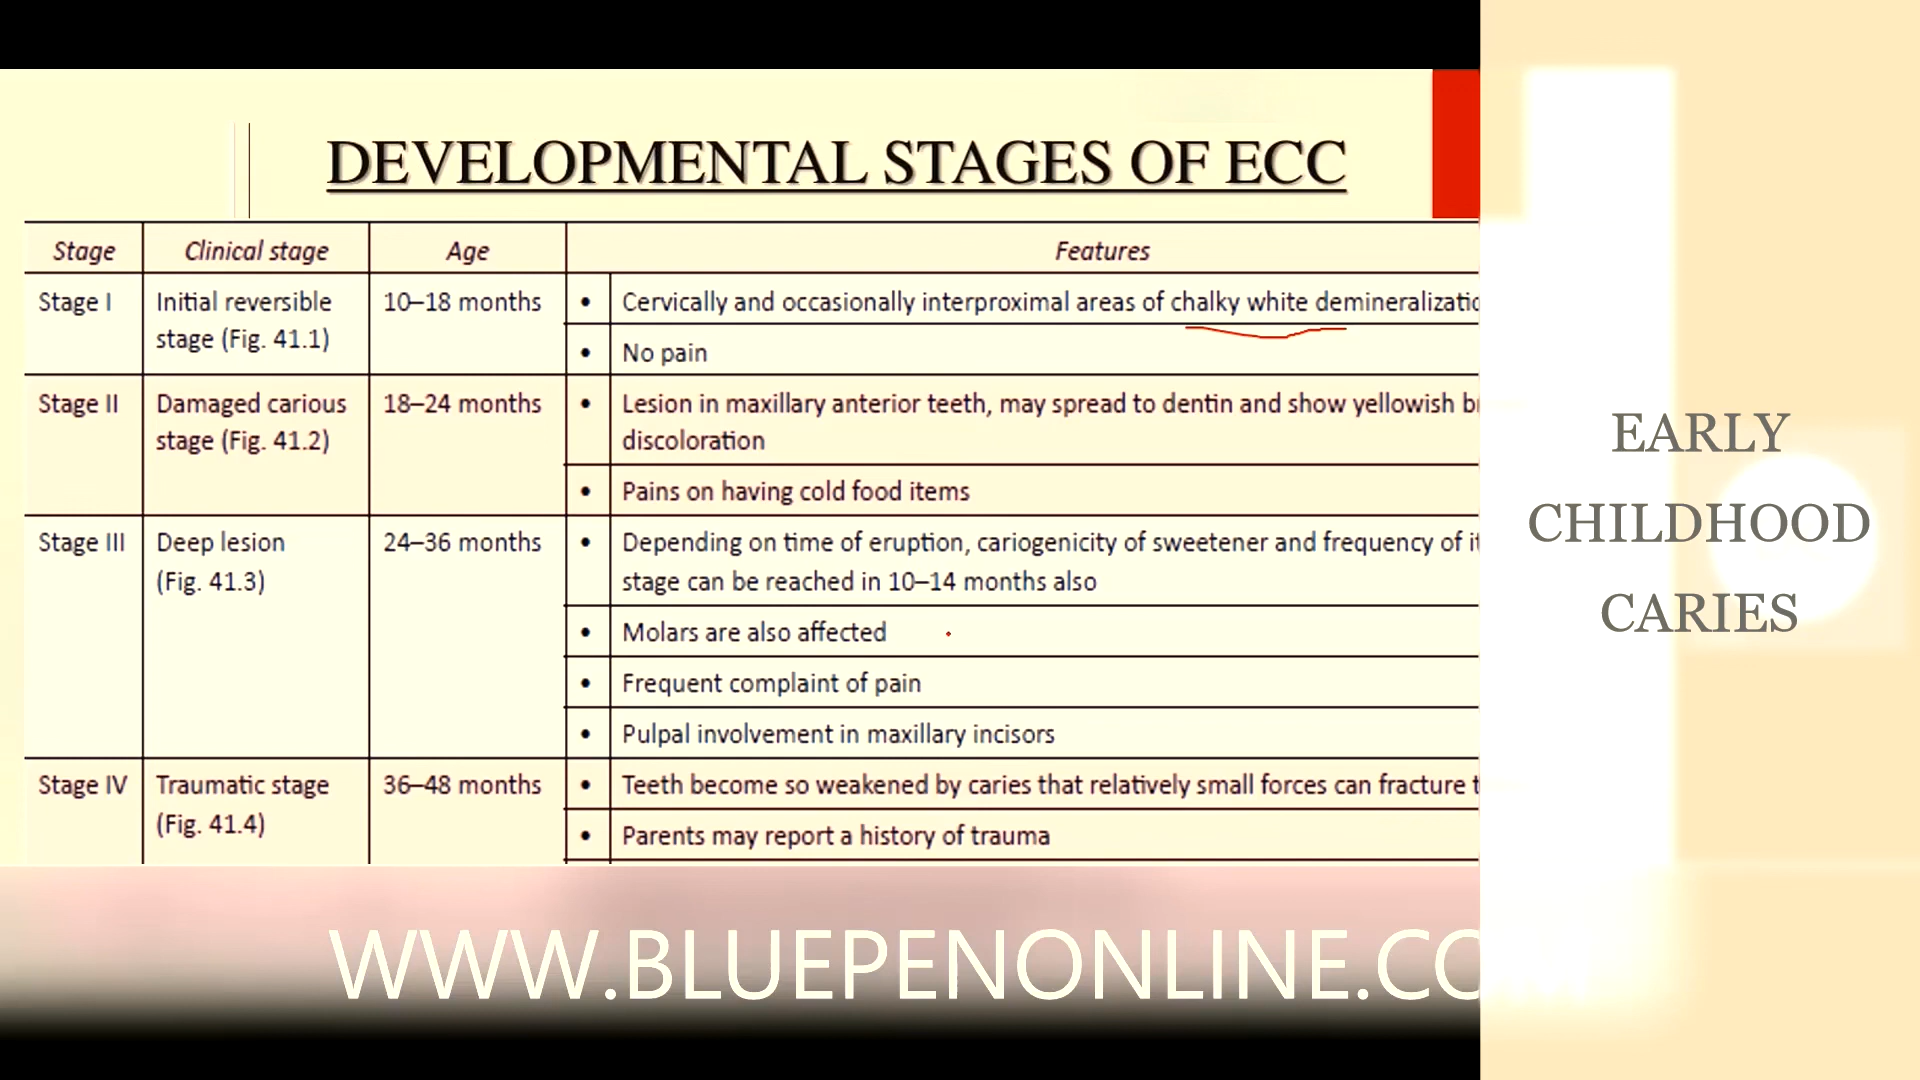 DEVELOPMENTAL STAGES OF ECC
Stage Clinical stage Age Features
Stage I Initial reversible 10–18 months • Cervically and occasionally interproximal areas of chalky white
stage (Fig. 41.1)
• No pain
Stage II Damaged carious 18–24 months • Lesion in maxillary anterior teeth, may spread to dentin and show yellowish
stage (Fig. 41.2) discoloration
• Pains on having cold food items
Stage III Deep lesion 24–36 months • Depending on time of eruption, cariogenicity of sweetener and frequency of
(Fig. 41.3) stage can be reached in 10–14 months also
• Molars are also affected
• Frequent complaint of pain
• Pulpal involvement in maxillary incisors
Stage IV Traumatic stage 36–48 months • Teeth become so weakened by caries that relatively small forces can fracture
(Fig. 41.4)
• Parents may report a history of trauma
WWW.BLUEPENONLINE.CO
EARLY
CHILDHOOD
CARIES